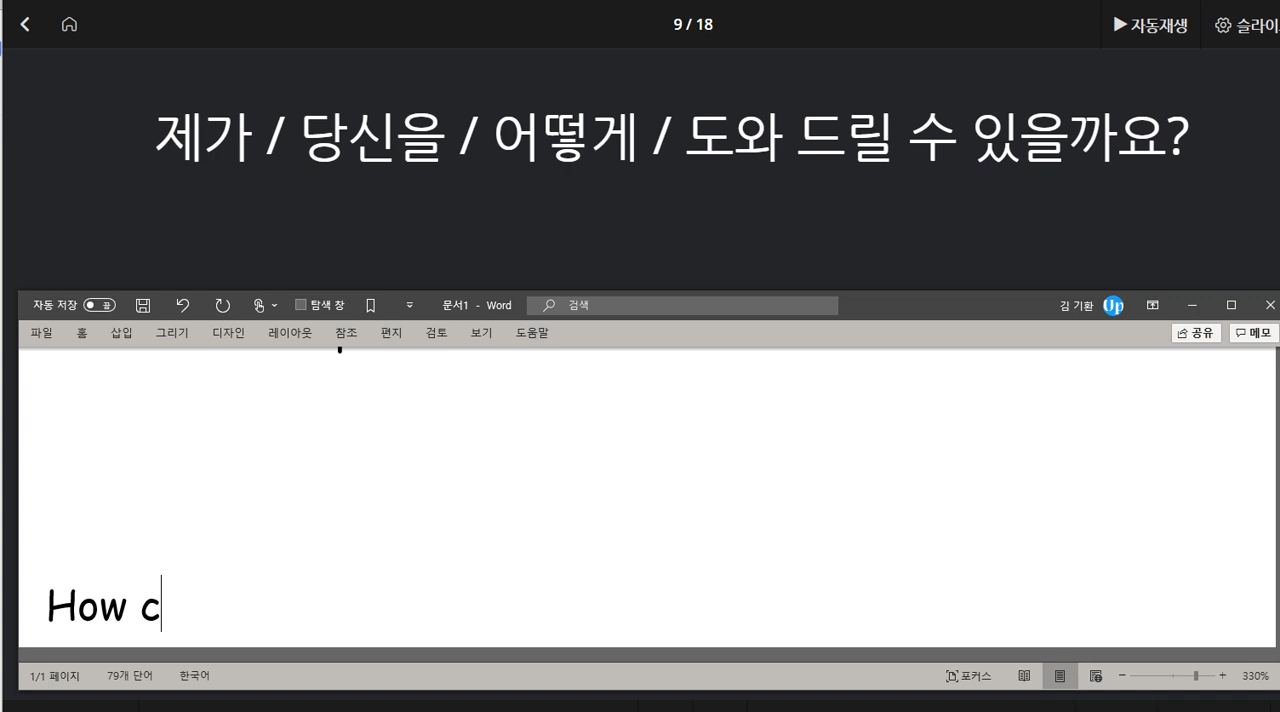 9 / 18
자동재생
슬라이
제가 / 당신을 / 어떻게 / 도와 드릴 수 있을까요?
자동 저장 끔 탐색 창 문서1 - Word 검색 김 기환 Up
파일 홈 삽입 그리기 디자인 레이아웃 참조 편지 검토 보기 도움말 공유 메모
How c
1/1 페이지 79개 단어 한국어 포커스 330%